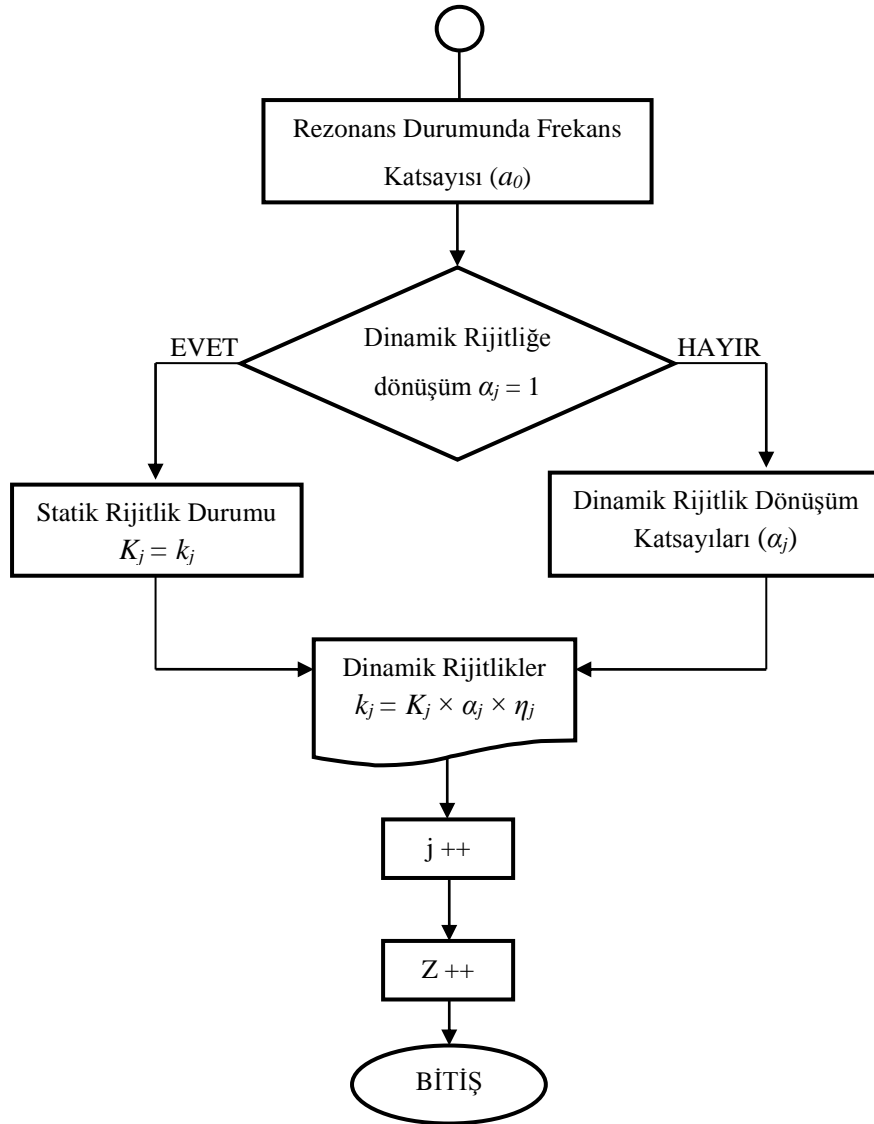 Rezonans Durumunda Frekans
Katsayısı (a₀)
Dinamik Rijitliğe
dönüşüm αⱼ = 1
EVET
HAYIR
Statik Rijitlik Durumu
Kⱼ = kⱼ
Dinamik Rijitlik Dönüşüm
Katsayıları (αⱼ)
Dinamik Rijitlikler
kⱼ = Kⱼ × αⱼ × ηⱼ
j ++
Z ++
BİTİŞ